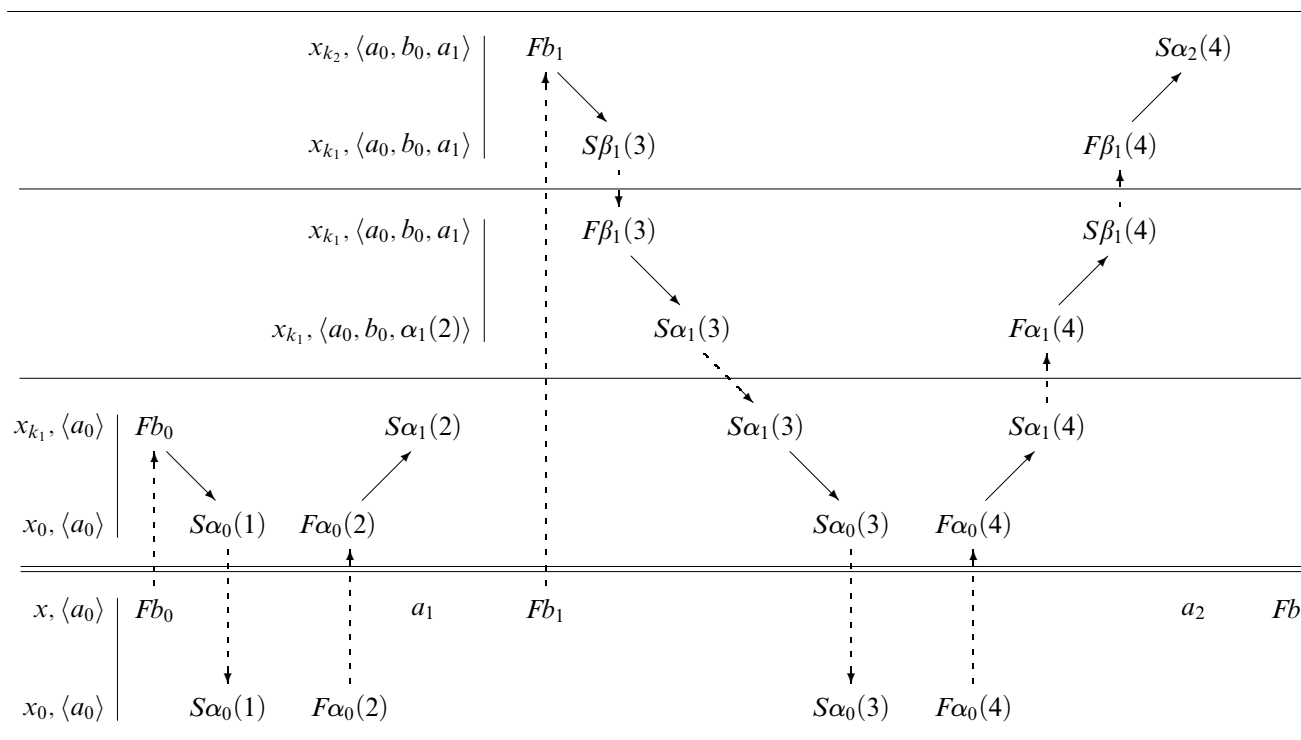 x_{k_2}, ⟨a_0, b_0, a_1⟩ Fb_1 Sα_2(4)
x_{k_1}, ⟨a_0, b_0, a_1⟩ Sβ_1(3) Fβ_1(4)
x_{k_1}, ⟨a_0, b_0, a_1⟩ Fβ_1(3) Sβ_1(4)
x_{k_1}, ⟨a_0, b_0, α_1(2)⟩ Sα_1(3) Fα_1(4)
x_{k_1}, ⟨a_0⟩ Fb_0 Sα_1(2) Sα_1(3) Sα_1(4)
x_0, ⟨a_0⟩ Sα_0(1) Fα_0(2) Sα_0(3) Fα_0(4)
x, ⟨a_0⟩ Fb_0 a_1 Fb_1 a_2 Fb
x_0, ⟨a_0⟩ Sα_0(1) Fα_0(2) Sα_0(3) Fα_0(4)